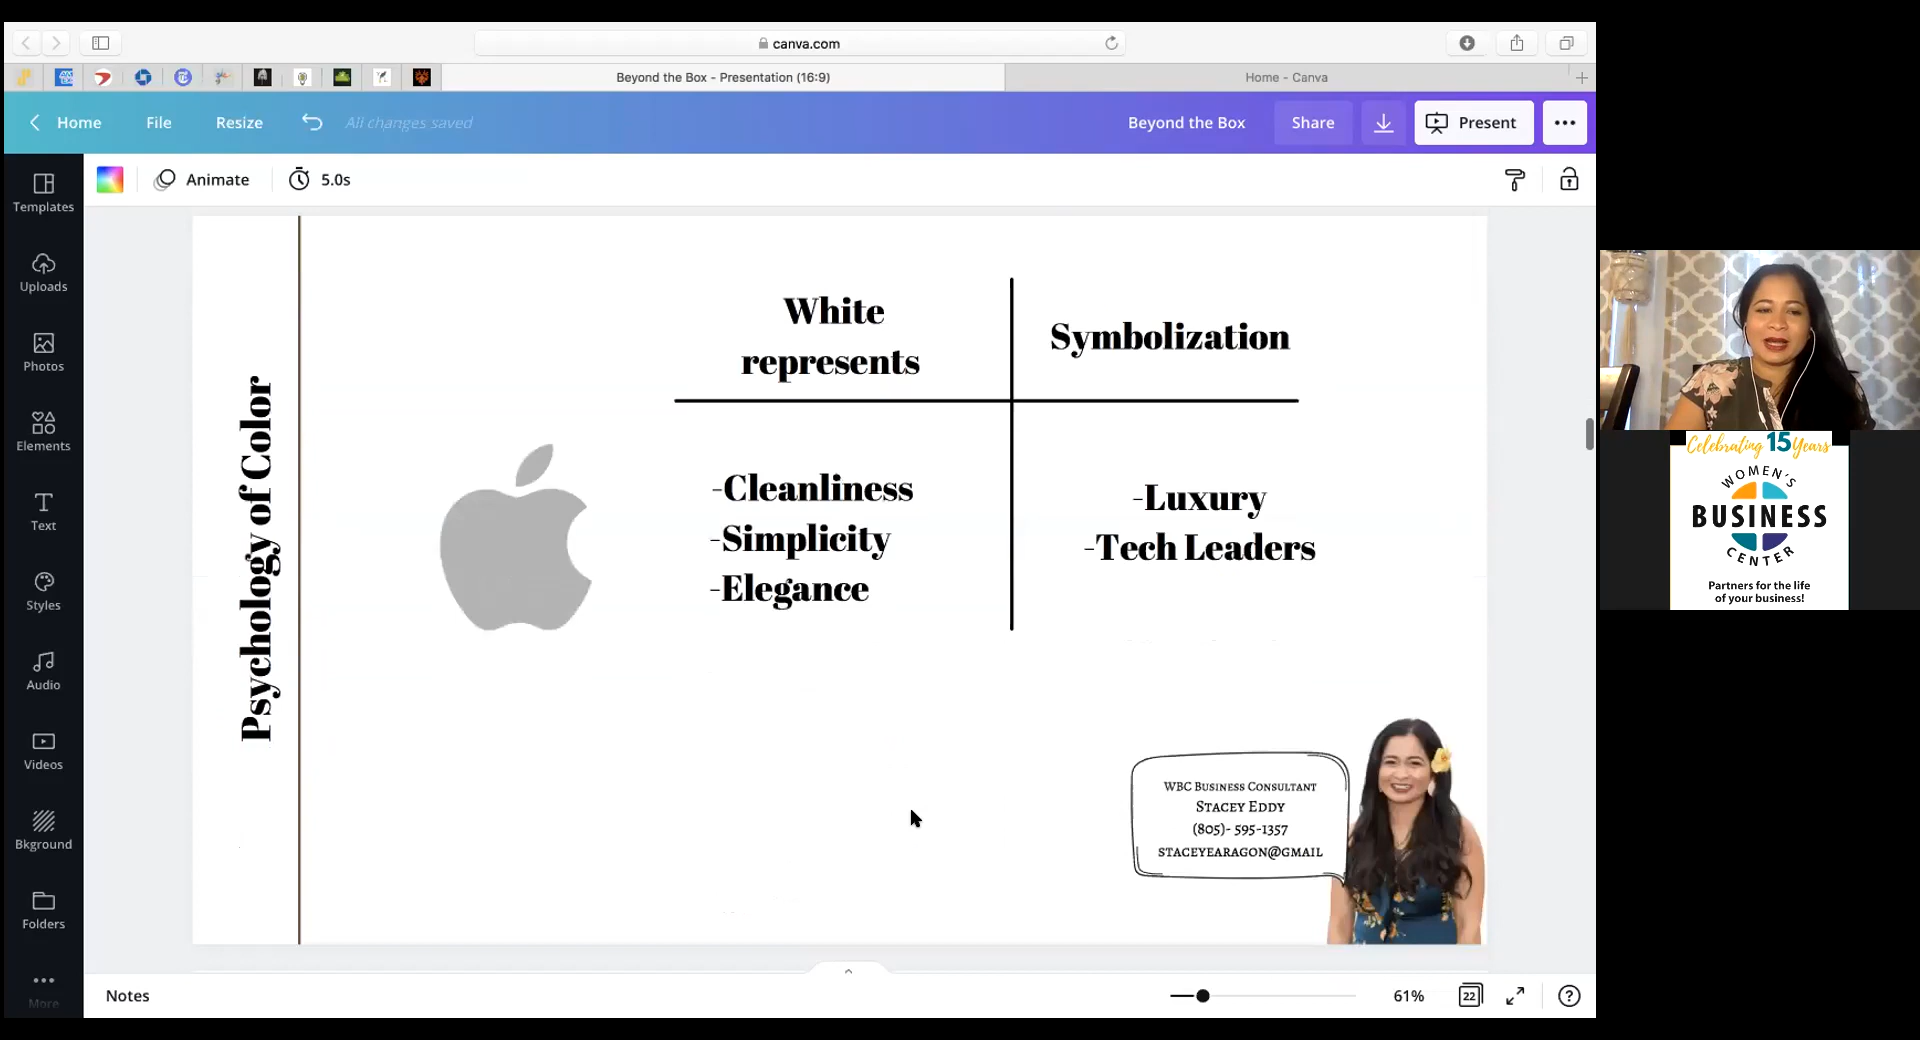 canva.com
Beyond the Box - Presentation (16:9)
Home - Canva
Home
File
Resize
All changes saved
Beyond the Box
Share
Present
Animate
5.0s
Templates
Uploads
Photos
Elements
Text
Styles
Audio
Videos
Bkground
Folders
More
Psychology of Color
White
represents
Symbolization
-Cleanliness
-Simplicity
-Elegance
-Luxury
-Tech Leaders
WBC Business Consultant
Stacey Eddy
(805)- 595-1357
staceyearagon@gmail
Notes
61%
22
Celebrating 15 Years
WOMEN'S
BUSINESS
CENTER
Partners for the life
of your business!